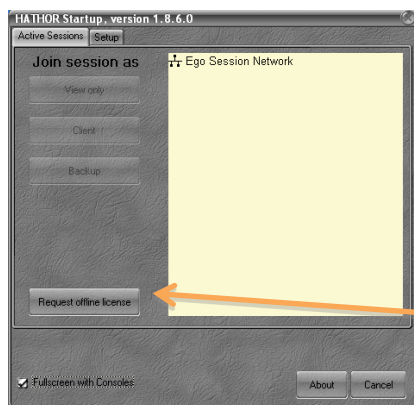 HATHOR Startup, version 1.8.6.0
Active Sessions Setup
Join session as
Ego Session Network
View only
Client
Backup
Request offline license
Fullscreen with Consoles
About Cancel